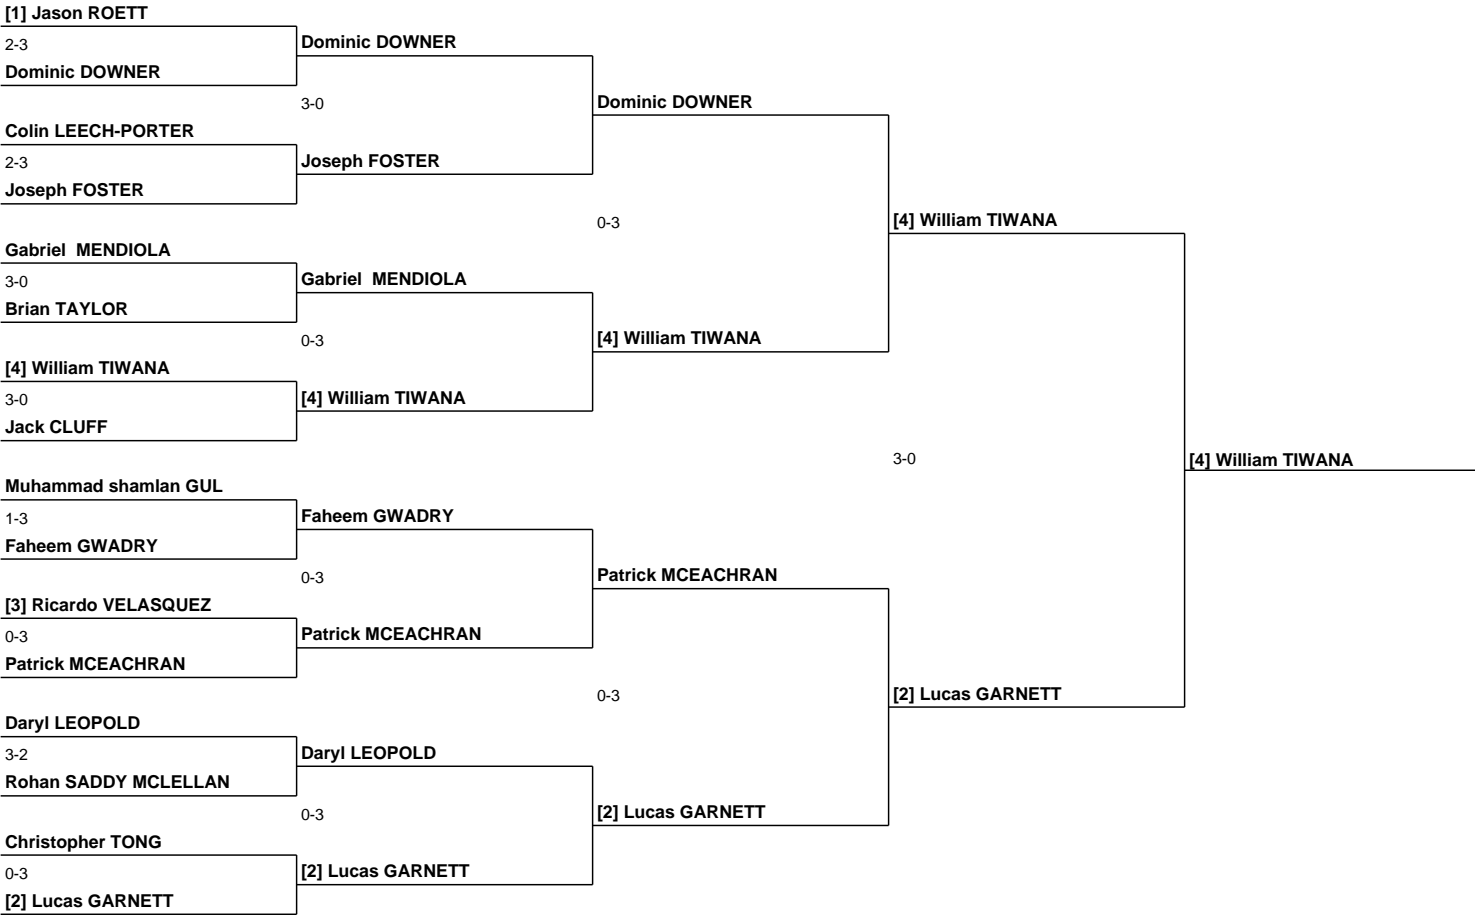 [1] Jason ROETT
2-3
Dominic DOWNER
Colin LEECH-PORTER
2-3
Joseph FOSTER
Gabriel  MENDIOLA
3-0
Brian TAYLOR
[4] William TIWANA
3-0
Jack CLUFF
Muhammad shamlan GUL
1-3
Faheem GWADRY
[3] Ricardo VELASQUEZ
0-3
Patrick MCEACHRAN
Daryl LEOPOLD
3-2
Rohan SADDY MCLELLAN
Christopher TONG
0-3
[2] Lucas GARNETT
Dominic DOWNER
3-0
Joseph FOSTER
Gabriel  MENDIOLA
0-3
[4] William TIWANA
Faheem GWADRY
0-3
Patrick MCEACHRAN
Daryl LEOPOLD
0-3
[2] Lucas GARNETT
Dominic DOWNER
0-3
[4] William TIWANA
Patrick MCEACHRAN
0-3
[2] Lucas GARNETT
[4] William TIWANA
3-0
[2] Lucas GARNETT
[4] William TIWANA